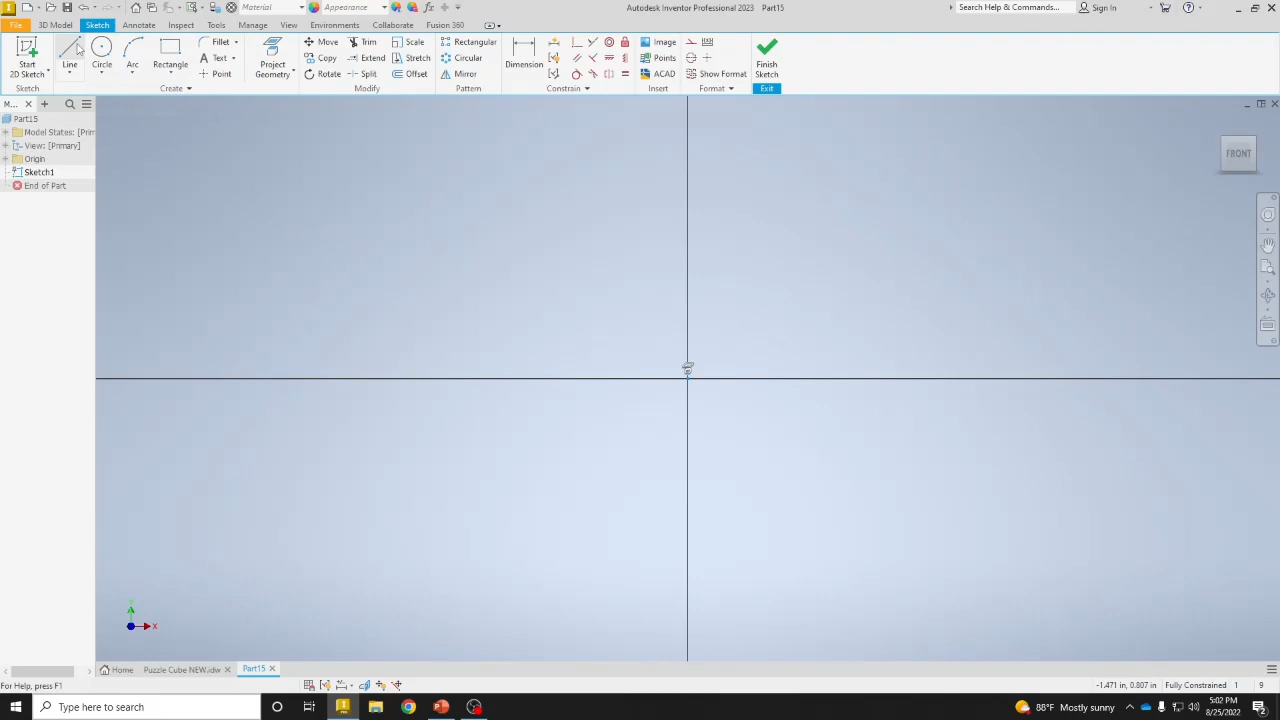 Material
Appearance
Autodesk Inventor Professional 2023 Part15
Search Help & Commands...
Sign In
File
3D Model
Sketch
Annotate
Inspect
Tools
Manage
View
Environments
Collaborate
Fusion 360
Start
2D Sketch
Line
Circle
Arc
Rectangle
Fillet
Text
Point
Project
Geometry
Move
Copy
Rotate
Trim
Extend
Split
Scale
Stretch
Offset
Rectangular
Circular
Mirror
Dimension
Image
Points
ACAD
Show Format
Finish
Sketch
Sketch
Create
Modify
Pattern
Constrain
Insert
Format
Exit
M...
Part15
Model States: [Prim
View: [Primary]
Origin
Sketch1
End of Part
FRONT
X
Home
Puzzle Cube NEW.idw
Part15
For Help, press F1
-1.471 in, 0.807 in
Fully Constrained
1
9
Type here to search
88°F Mostly sunny
5:02 PM
8/25/2022
2